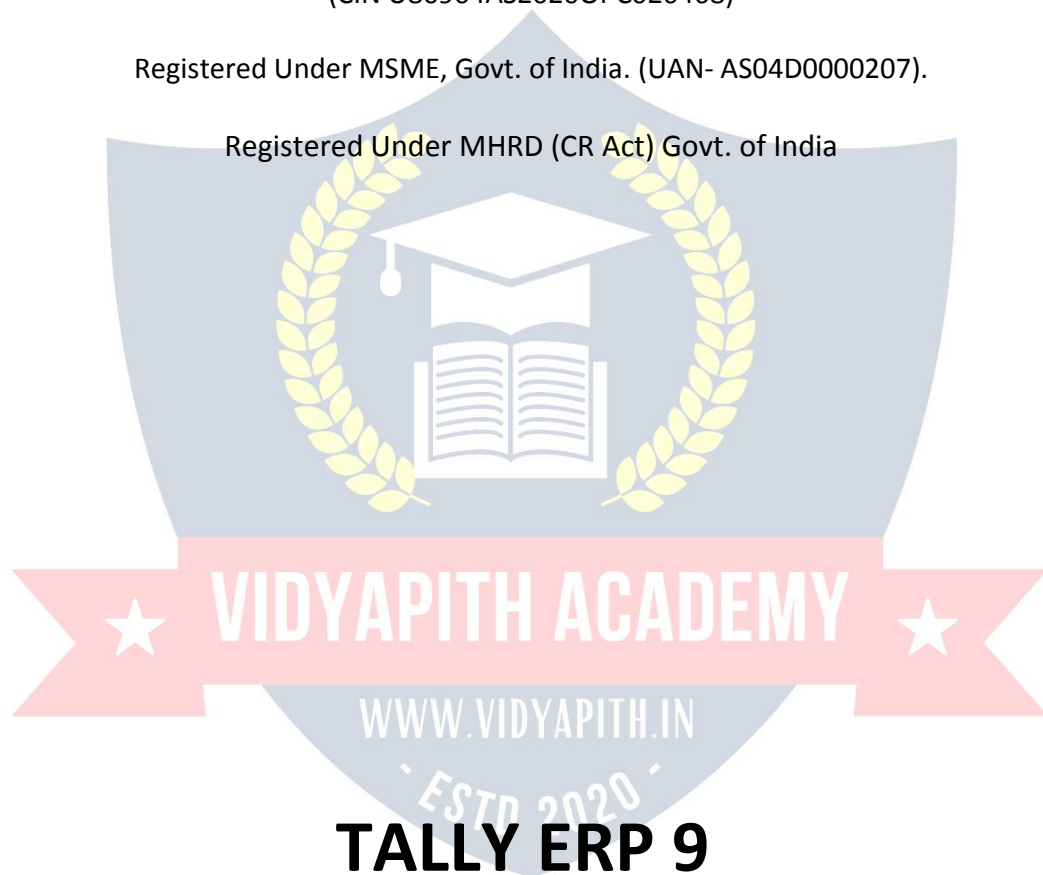 Registered Under MSME, Govt. of India. (UAN- AS04D0000207).
Registered Under MHRD (CR Act) Govt. of India
VIDYAPITH ACADEMY
WWW.VIDYAPITH.IN
- ESTD 2020 -
TALLY ERP 9